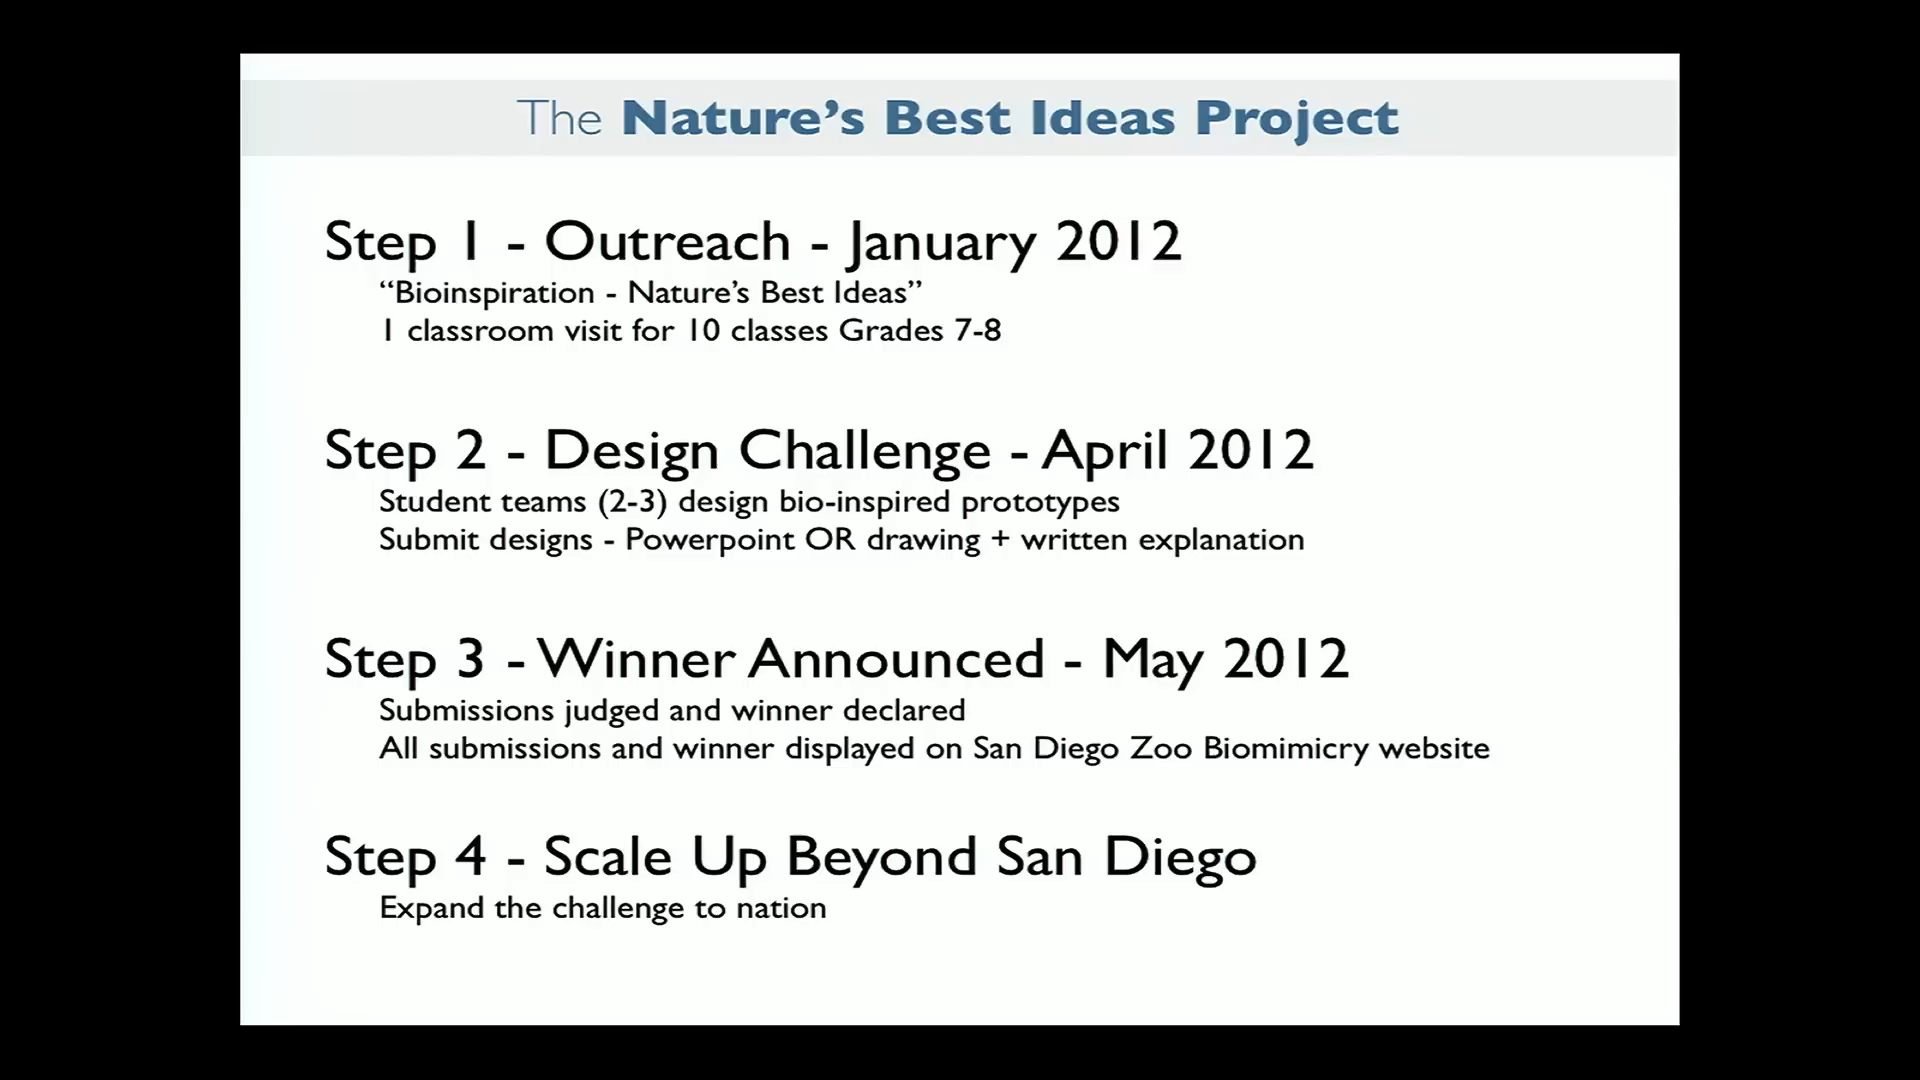 The Nature's Best Ideas Project
Step 1 - Outreach - January 2012
“Bioinspiration - Nature's Best Ideas”
1 classroom visit for 10 classes Grades 7-8
Step 2 - Design Challenge - April 2012
Student teams (2-3) design bio-inspired prototypes
Submit designs - Powerpoint OR drawing + written explanation
Step 3 - Winner Announced - May 2012
Submissions judged and winner declared
All submissions and winner displayed on San Diego Zoo Biomimicry website
Step 4 - Scale Up Beyond San Diego
Expand the challenge to nation